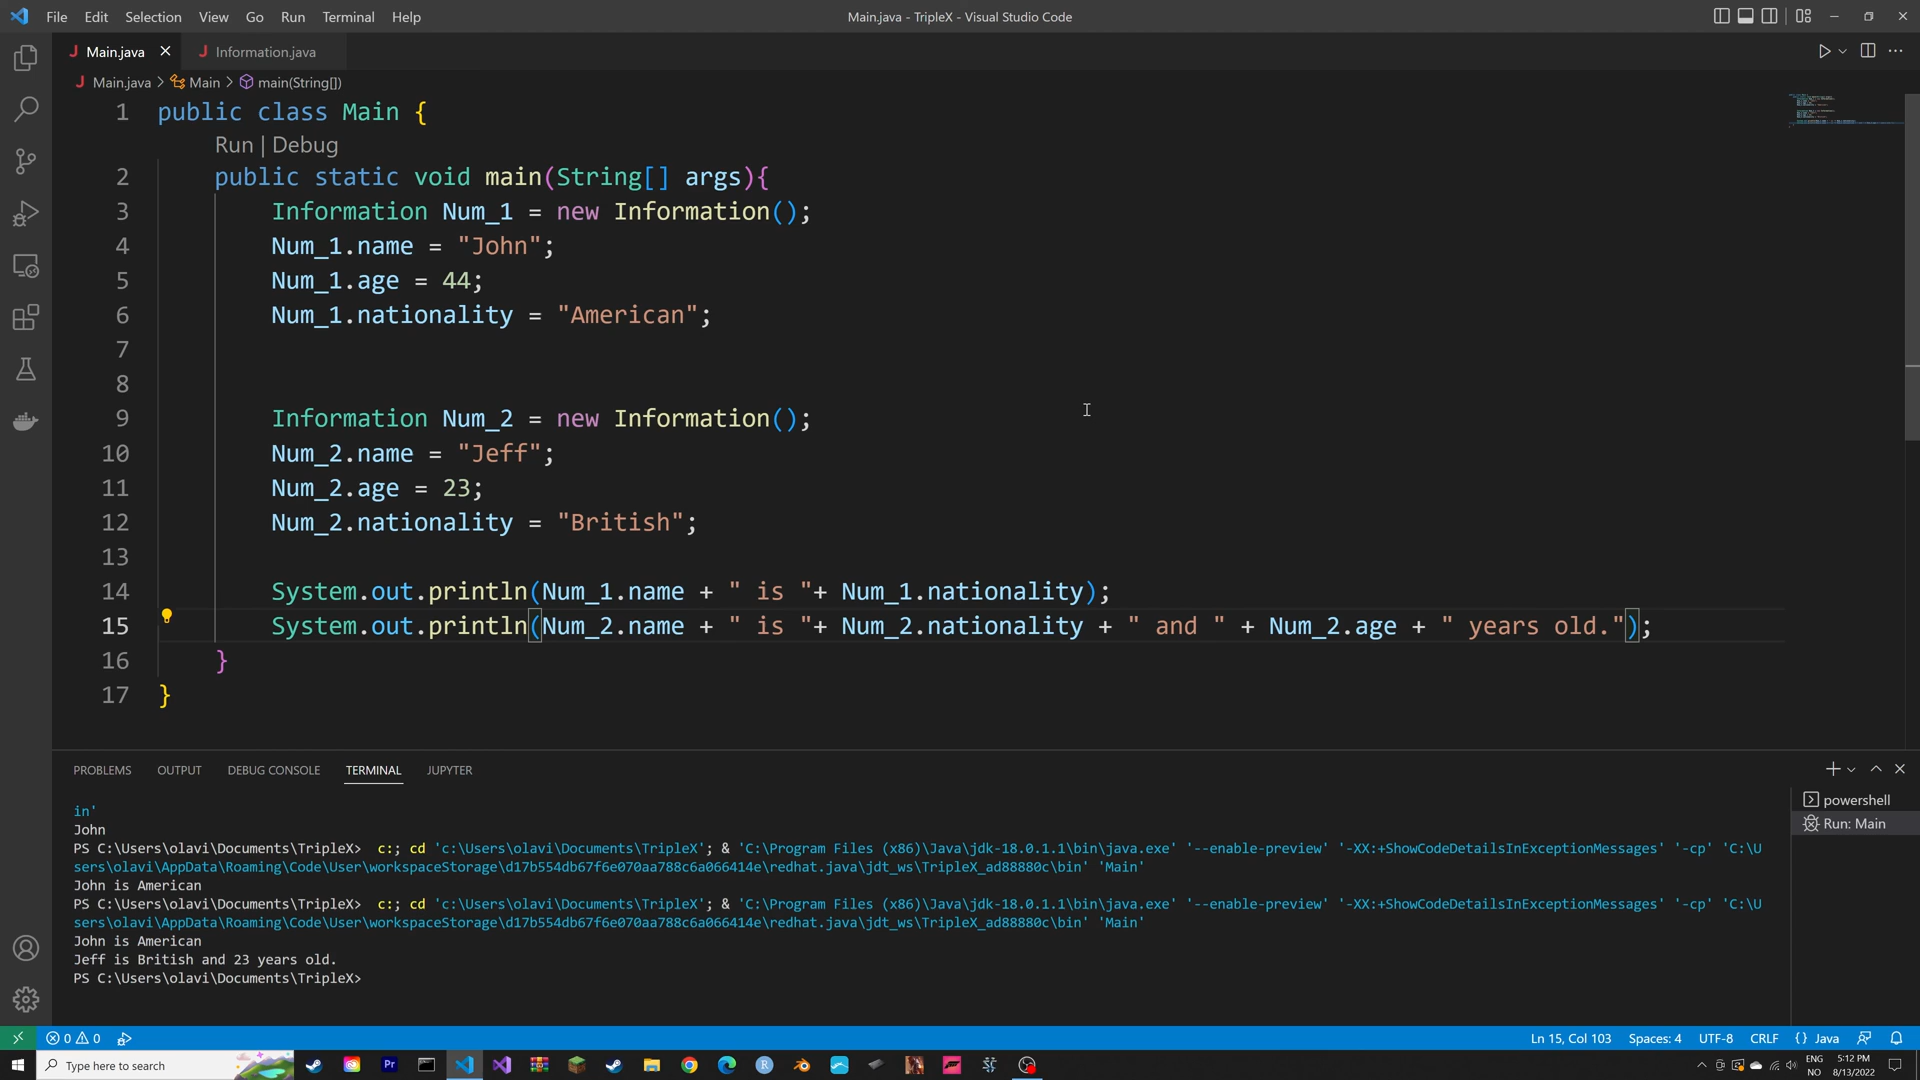 File Edit Selection View Go Run Terminal Help
Main.java - TripleX - Visual Studio Code
J Main.java
J Information.java
J Main.java > Main > main(String[])
1 public class Main {
Run | Debug
2 public static void main(String[] args){
3 Information Num_1 = new Information();
4 Num_1.name = "John";
5 Num_1.age = 44;
6 Num_1.nationality = "American";
7
8
9 Information Num_2 = new Information();
10 Num_2.name = "Jeff";
11 Num_2.age = 23;
12 Num_2.nationality = "British";
13
14 System.out.println(Num_1.name + " is "+ Num_1.nationality);
15 System.out.println(Num_2.name + " is "+ Num_2.nationality + " and " + Num_2.age + " years old.");
16 }
17 }
PROBLEMS OUTPUT DEBUG CONSOLE TERMINAL JUPYTER
in'
John
PS C:\Users\olavi\Documents\TripleX> c:; cd 'c:\Users\olavi\Documents\TripleX'; & 'C:\Program Files (x86)\Java\jdk-18.0.1.1\bin\java.exe' '--enable-preview' '-XX:+ShowCodeDetailsInExceptionMessages' '-cp' 'C:\U
sers\olavi\AppData\Roaming\Code\User\workspaceStorage\d17b554db67f6e070aa788c6a066414e\redhat.java\jdt_ws\TripleX_ad88880c\bin' 'Main'
John is American
PS C:\Users\olavi\Documents\TripleX> c:; cd 'c:\Users\olavi\Documents\TripleX'; & 'C:\Program Files (x86)\Java\jdk-18.0.1.1\bin\java.exe' '--enable-preview' '-XX:+ShowCodeDetailsInExceptionMessages' '-cp' 'C:\U
sers\olavi\AppData\Roaming\Code\User\workspaceStorage\d17b554db67f6e070aa788c6a066414e\redhat.java\jdt_ws\TripleX_ad88880c\bin' 'Main'
John is American
Jeff is British and 23 years old.
PS C:\Users\olavi\Documents\TripleX>
powershell
Run: Main
0 0
Ln 15, Col 103 Spaces: 4 UTF-8 CRLF {} Java
Type here to search
Pr
R
ENG
NO
5:12 PM
8/13/2022